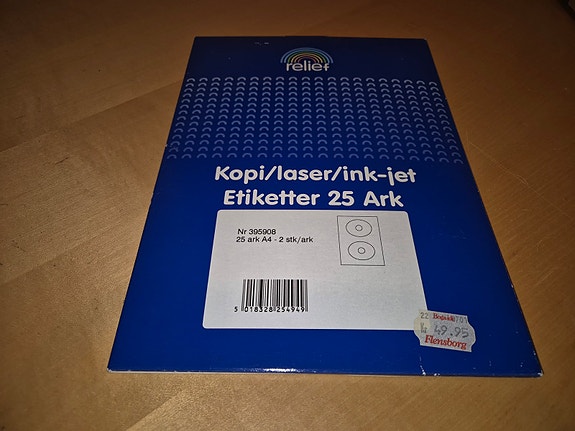 relief
Kopi/laser/ink-jet
Etiketter 25 Ark
Nr 395908
25 ark A4 - 2 stk/ark
5 018328 254949
22
49.95
Flensborg